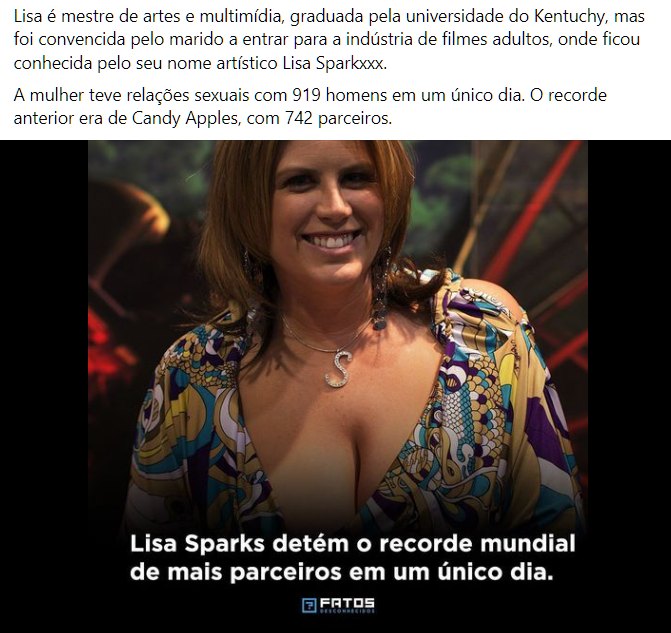 Lisa é mestre de artes e multimídia, graduada pela universidade do Kentuchy, mas
foi convencida pelo marido a entrar para a indústria de filmes adultos, onde ficou
conhecida pelo seu nome artístico Lisa Sparkxxx.
A mulher teve relações sexuais com 919 homens em um único dia. O recorde
anterior era de Candy Apples, com 742 parceiros.
Lisa Sparks detém o recorde mundial
de mais parceiros em um único dia.
FATOS
DESCONHECIDOS